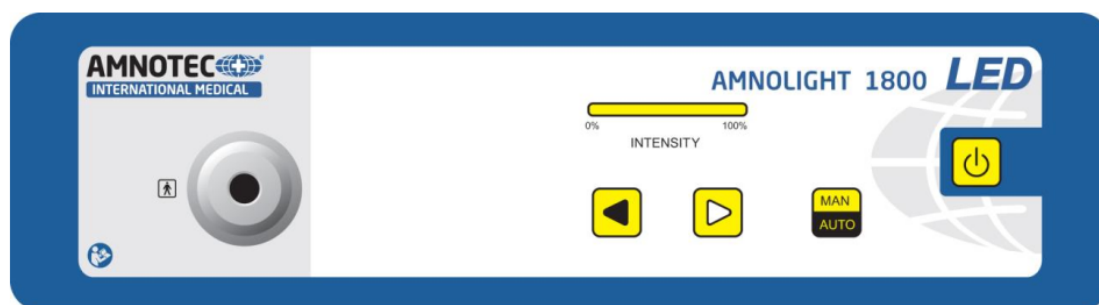 AMNOTEC
INTERNATIONAL MEDICAL
AMNOLIGHT 1800 LED
0% 100%
INTENSITY
MAN
AUTO